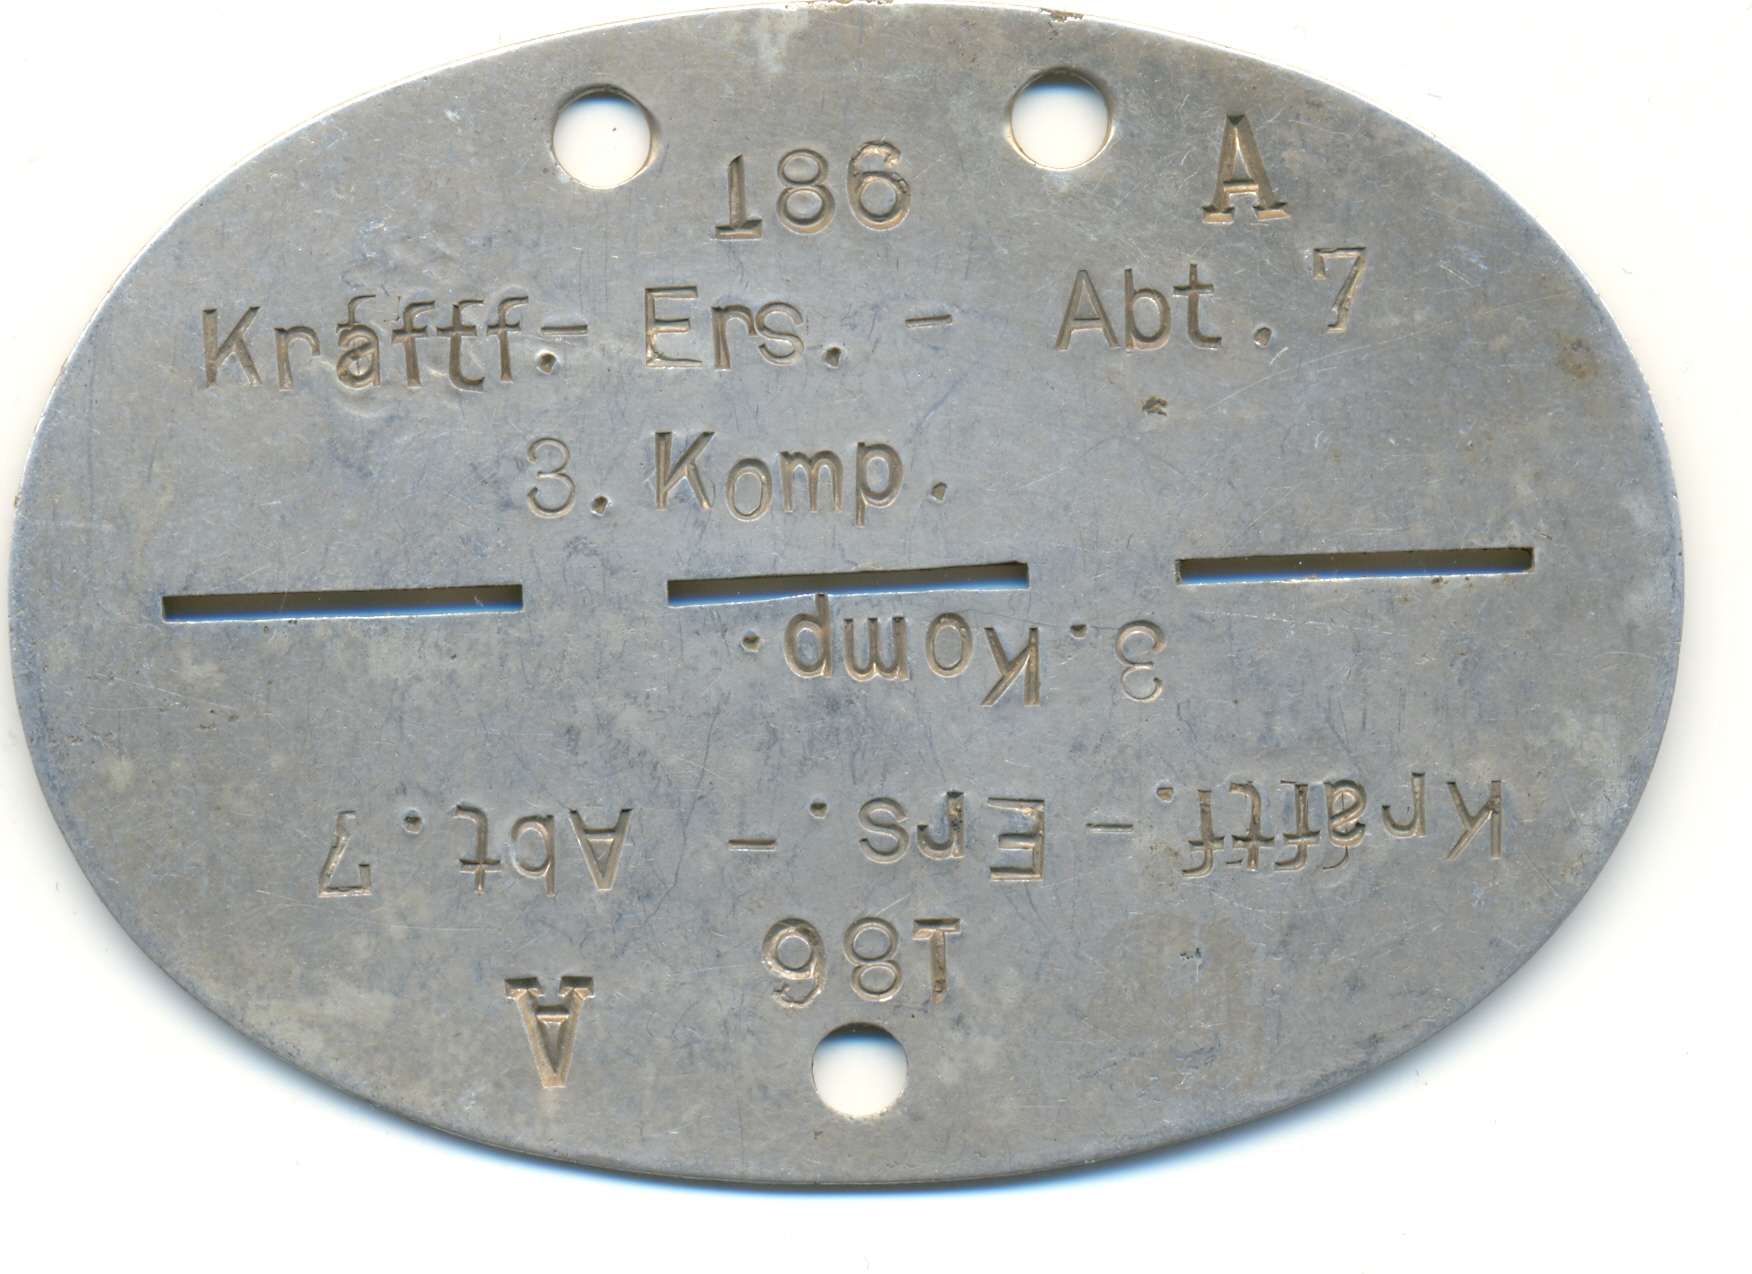 186 A
Kraftf.- Ers. - Abt. 7
3. Komp.
3. Komp.
Kraftf. - Ers. - Abt. 7
186
A